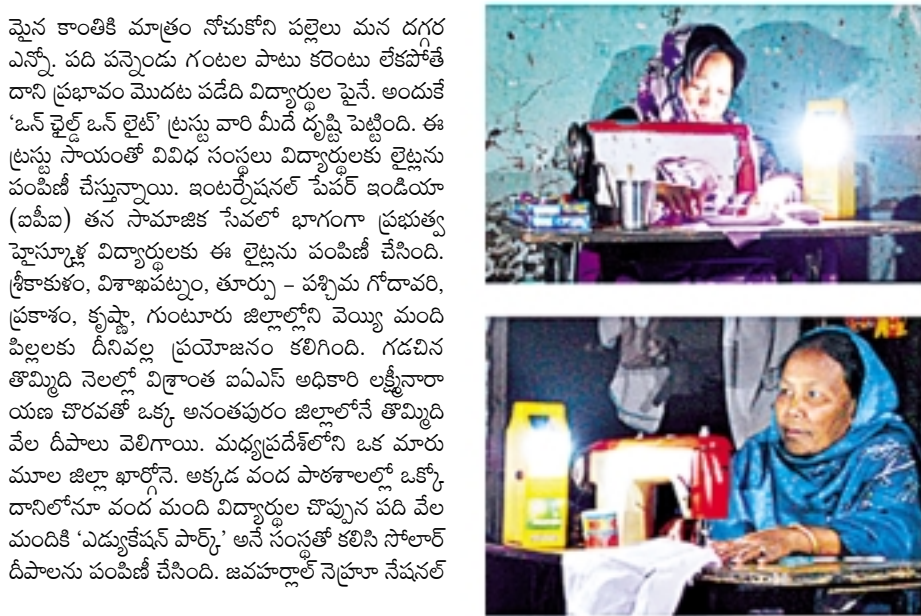 మైన కాంతికి మాత్రం నోచుకోని పల్లెలు మన దగ్గర
ఎన్నో. పది పన్నెండు గంటల పాటు కరెంటు లేకపోతే
దాని ప్రభావం మొదట పడేది విద్యార్థుల పైనే. అందుకే
‘ఒన్ ఛైల్డ్ ఒన్ లైట్’ ట్రస్టు వారి మీదే దృష్టి పెట్టింది. ఈ
ట్రస్టు సాయంతో వివిధ సంస్థలు విద్యార్థులకు లైట్లను
పంపిణీ చేస్తున్నాయి. ఇంటర్నేషనల్ పేపర్ ఇండియా
(ఐపీఐ) తన సామాజిక సేవలో భాగంగా ప్రభుత్వ
హైస్కూళ్ల విద్యార్థులకు ఈ లైట్లను పంపిణీ చేసింది.
శ్రీకాకుళం, విశాఖపట్నం, తూర్పు – పశ్చిమ గోదావరి,
ప్రకాశం, కృష్ణా, గుంటూరు జిల్లాల్లోని వెయ్యి మంది
పిల్లలకు దీనివల్ల ప్రయోజనం కలిగింది. గడచిన
తొమ్మిది నెలల్లో విశ్రాంత ఐఏఎస్ అధికారి లక్ష్మీనారా
యణ చొరవతో ఒక్క అనంతపురం జిల్లాలోనే తొమ్మిది
వేల దీపాలు వెలిగాయి. మధ్యప్రదేశ్‌లోని ఒక మారు
మూల జిల్లా ఖార్గోనె. అక్కడ వంద పాఠశాలల్లో ఒక్కో
దానిలోనూ వంద మంది విద్యార్థుల చొప్పున పది వేల
మందికి ‘ఎడ్యుకేషన్ పార్క్’ అనే సంస్థతో కలిసి సోలార్
దీపాలను పంపిణీ చేసింది. జవహర్లాల్ నెహ్రూ నేషనల్